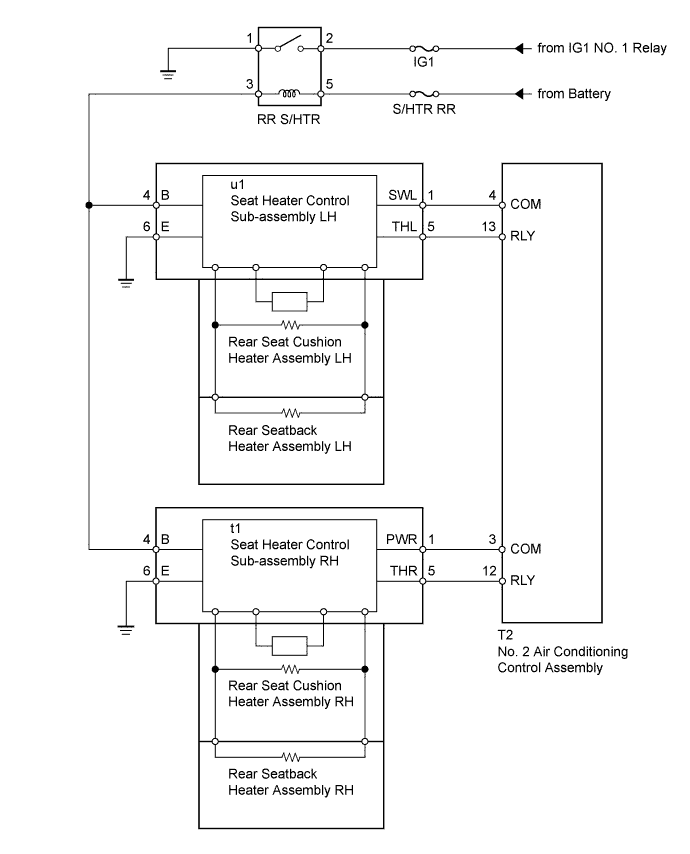 1 2 from IG1 NO. 1 Relay
IG1
3 5 from Battery
RR S/HTR S/HTR RR
u1
Seat Heater Control
Sub-assembly LH
4 B SWL 1 4 COM
6 E THL 5 13 RLY
Rear Seat Cushion
Heater Assembly LH
Rear Seatback
Heater Assembly LH
t1
Seat Heater Control
Sub-assembly RH
4 B PWR 1 3 COM
6 E THR 5 12 RLY
T2
No. 2 Air Conditioning
Control Assembly
Rear Seat Cushion
Heater Assembly RH
Rear Seatback
Heater Assembly RH